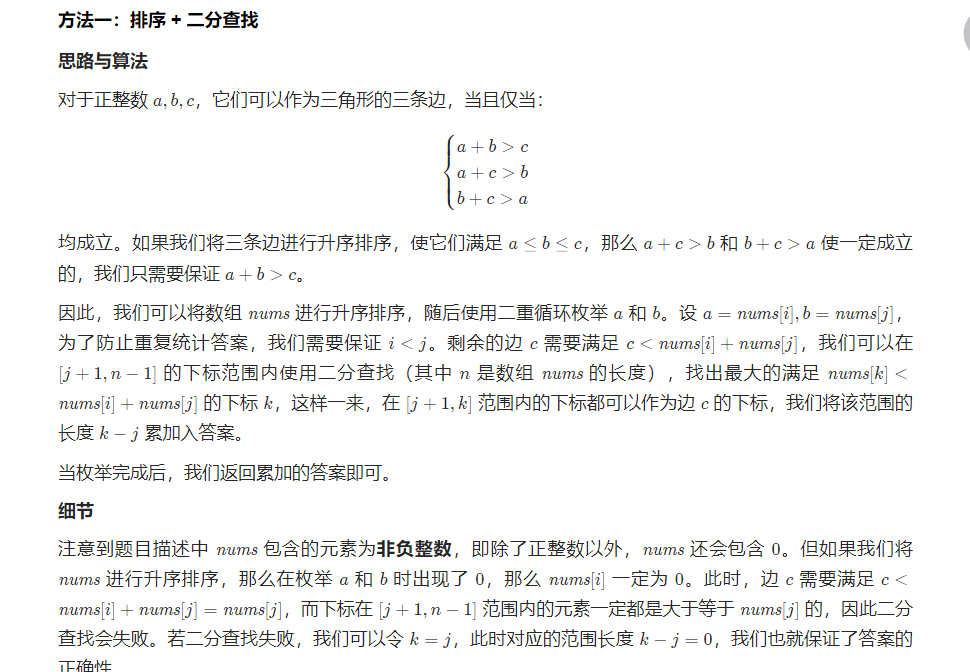 方法一：排序 + 二分查找
思路与算法
对于正整数 a, b, c，它们可以作为三角形的三条边，当且仅当：
a + b > c
a + c > b
b + c > a
均成立。如果我们将三条边进行升序排序，使它们满足 a ≤ b ≤ c，那么 a + c > b 和 b + c > a 使一定成立
的，我们只需要保证 a + b > c。
因此，我们可以将数组 nums 进行升序排序，随后使用二重循环枚举 a 和 b。设 a = nums[i], b = nums[j]，
为了防止重复统计答案，我们需要保证 i < j。剩余的边 c 需要满足 c < nums[i] + nums[j]，我们可以在
[j + 1, n − 1] 的下标范围内使用二分查找（其中 n 是数组 nums 的长度），找出最大的满足 nums[k] <
nums[i] + nums[j] 的下标 k，这样一来，在 [j + 1, k] 范围内的下标都可以作为边 c 的下标，我们将该范围的
长度 k − j 累加入答案。
当枚举完成后，我们返回累加的答案即可。
细节
注意到题目描述中 nums 包含的元素为非负整数，即除了正整数以外，nums 还会包含 0。但如果我们将
nums 进行升序排序，那么在枚举 a 和 b 时出现了 0，那么 nums[i] 一定为 0。此时，边 c 需要满足 c <
nums[i] + nums[j] = nums[j]，而下标在 [j + 1, n − 1] 范围内的元素一定都是大于等于 nums[j] 的，因此二分
查找会失败。若二分查找失败，我们可以令 k = j，此时对应的范围长度 k − j = 0，我们也就保证了答案的
正确性